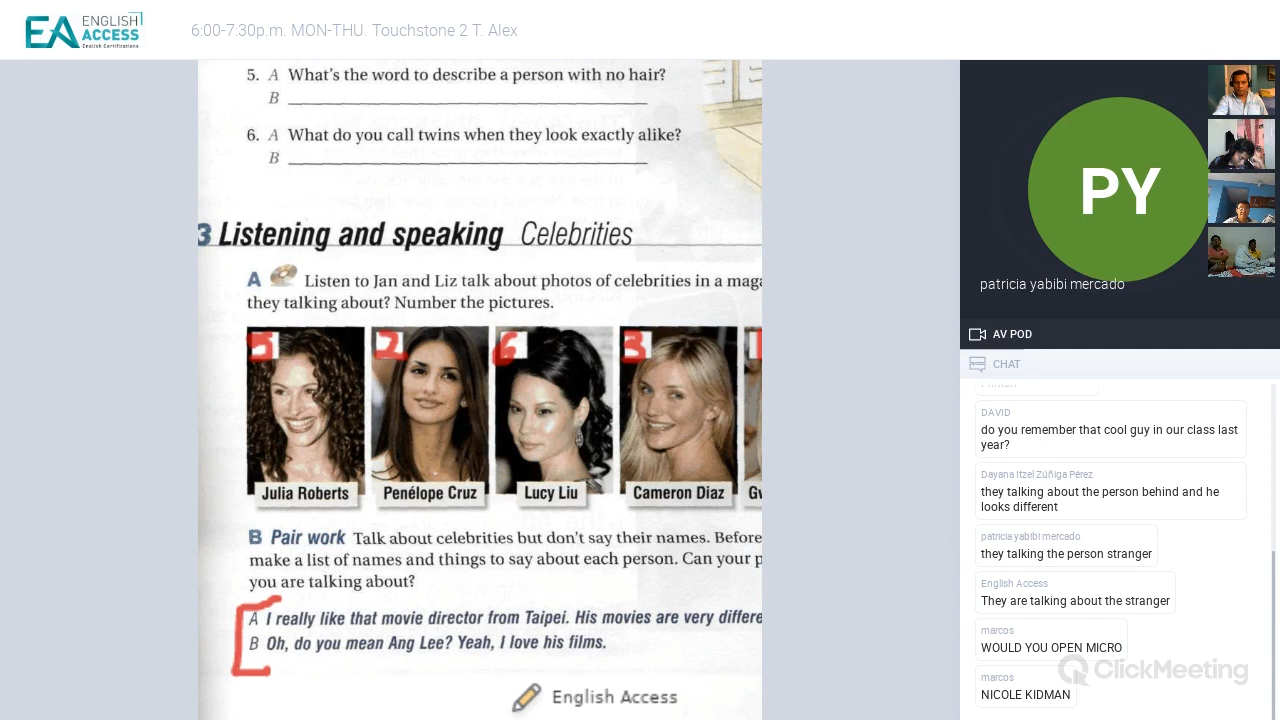 ENGLISH
EA ACCESS
English Certifications
6:00-7:30p.m. MON-THU. Touchstone 2 T. Alex
5. A What's the word to describe a person with no hair?
B
6. A What do you call twins when they look exactly alike?
B
3 Listening and speaking Celebrities
A Listen to Jan and Liz talk about photos of celebrities in a maga
they talking about? Number the pictures.
5 2 6 3 1
Julia Roberts Penélope Cruz Lucy Liu Cameron Diaz Gw
B Pair work Talk about celebrities but don't say their names. Before
make a list of names and things to say about each person. Can your p
you are talking about?
A I really like that movie director from Taipei. His movies are very differe
B Oh, do you mean Ang Lee? Yeah, I love his films.
English Access
PY
patricia yabibi mercado
AV POD
CHAT
DAVID
do you remember that cool guy in our class last
year?
Dayana Itzel Zúñiga Pérez
they talking about the person behind and he
looks different
patricia yabibi mercado
they talking the person stranger
English Access
They are talking about the stranger
marcos
WOULD YOU OPEN MICRO
marcos
NICOLE KIDMAN
ClickMeeting